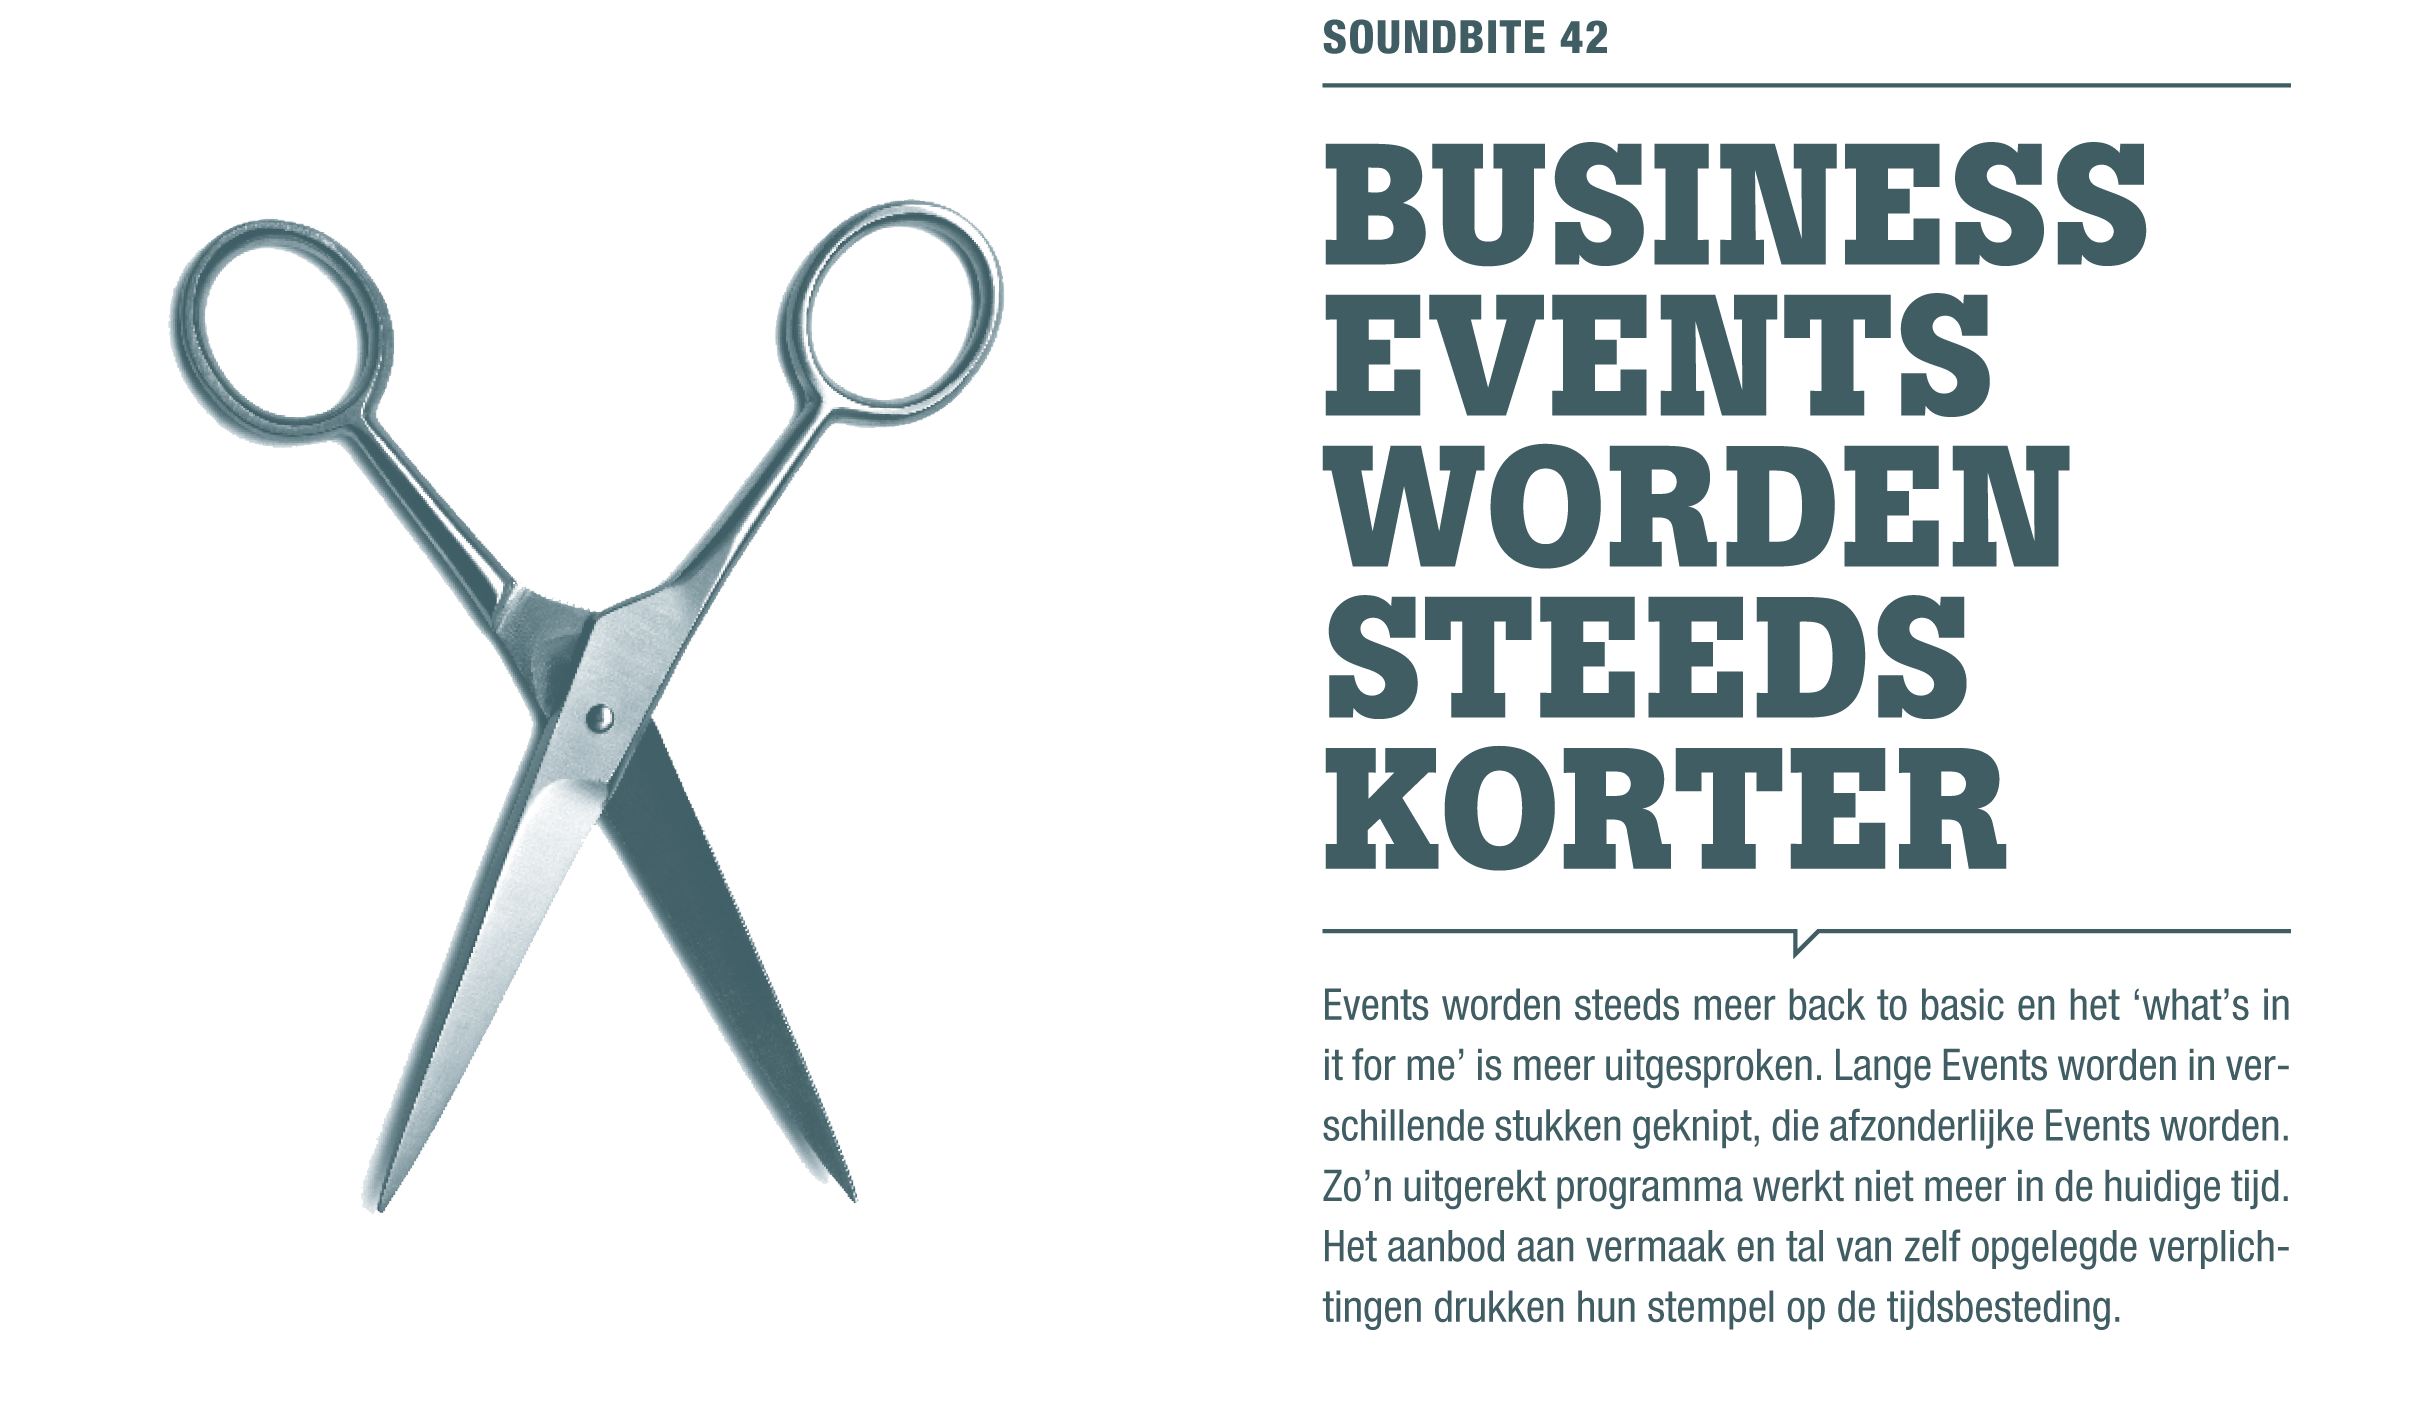 SOUNDBITE 42
BUSINESS
EVENTS
WORDEN
STEEDS
KORTER
Events worden steeds meer back to basic en het ‘what’s in
it for me’ is meer uitgesproken. Lange Events worden in ver-
schillende stukken geknipt, die afzonderlijke Events worden.
Zo’n uitgerekt programma werkt niet meer in de huidige tijd.
Het aanbod aan vermaak en tal van zelf opgelegde verplich-
tingen drukken hun stempel op de tijdsbesteding.